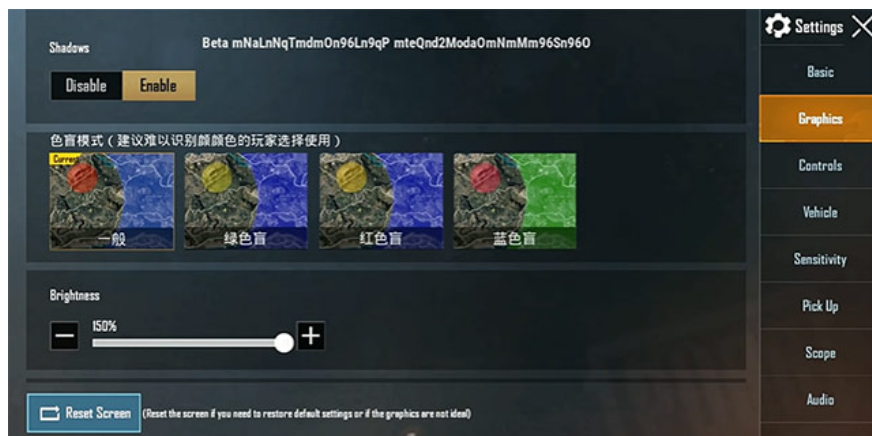 Settings
Shadows
Beta mNaLnNqTmdmOn96Ln9qP mteQnd2ModaOmNmMm96Sn96O
Disable
Enable
色盲模式（建议难以识别颜颜色的玩家选择使用）
Current
一般
绿色盲
红色盲
蓝色盲
Brightness
150%
Reset Screen
(Reset the screen if you need to restore default settings or if the graphics are not ideal)
Basic
Graphics
Controls
Vehicle
Sensitivity
Pick Up
Scope
Audio